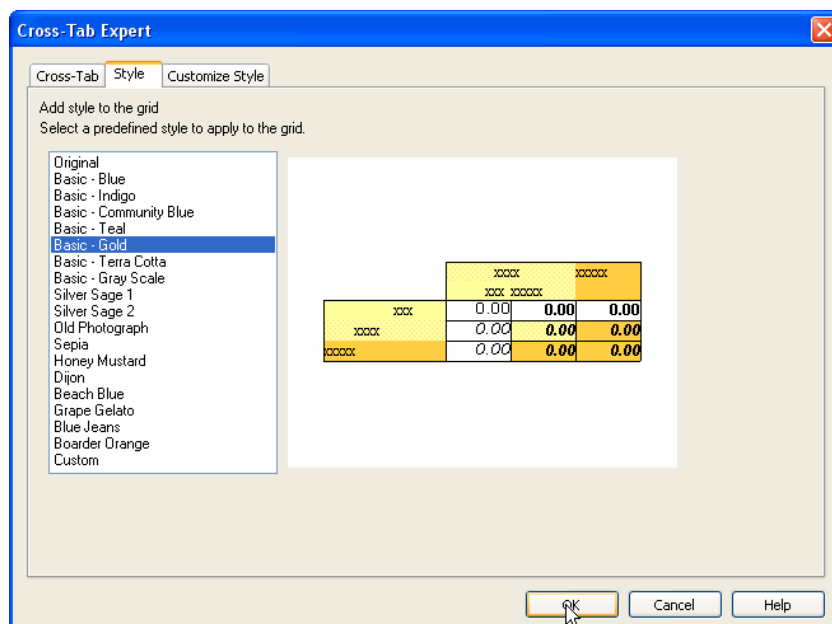 Cross-Tab Expert
Cross-Tab Style Customize Style
Add style to the grid
Select a predefined style to apply to the grid.
Original
Basic - Blue
Basic - Indigo
Basic - Community Blue
Basic - Teal
Basic - Gold
Basic - Terra Cotta
Basic - Gray Scale
Silver Sage 1
Silver Sage 2
Old Photograph
Sepia
Honey Mustard
Dijon
Beach Blue
Grape Gelato
Blue Jeans
Boarder Orange
Custom
xxxx xxxxx
xxx xxxxx
xxx 0.00 0.00 0.00
xxxx 0.00 0.00 0.00
xxxxx 0.00 0.00 0.00
OK Cancel Help